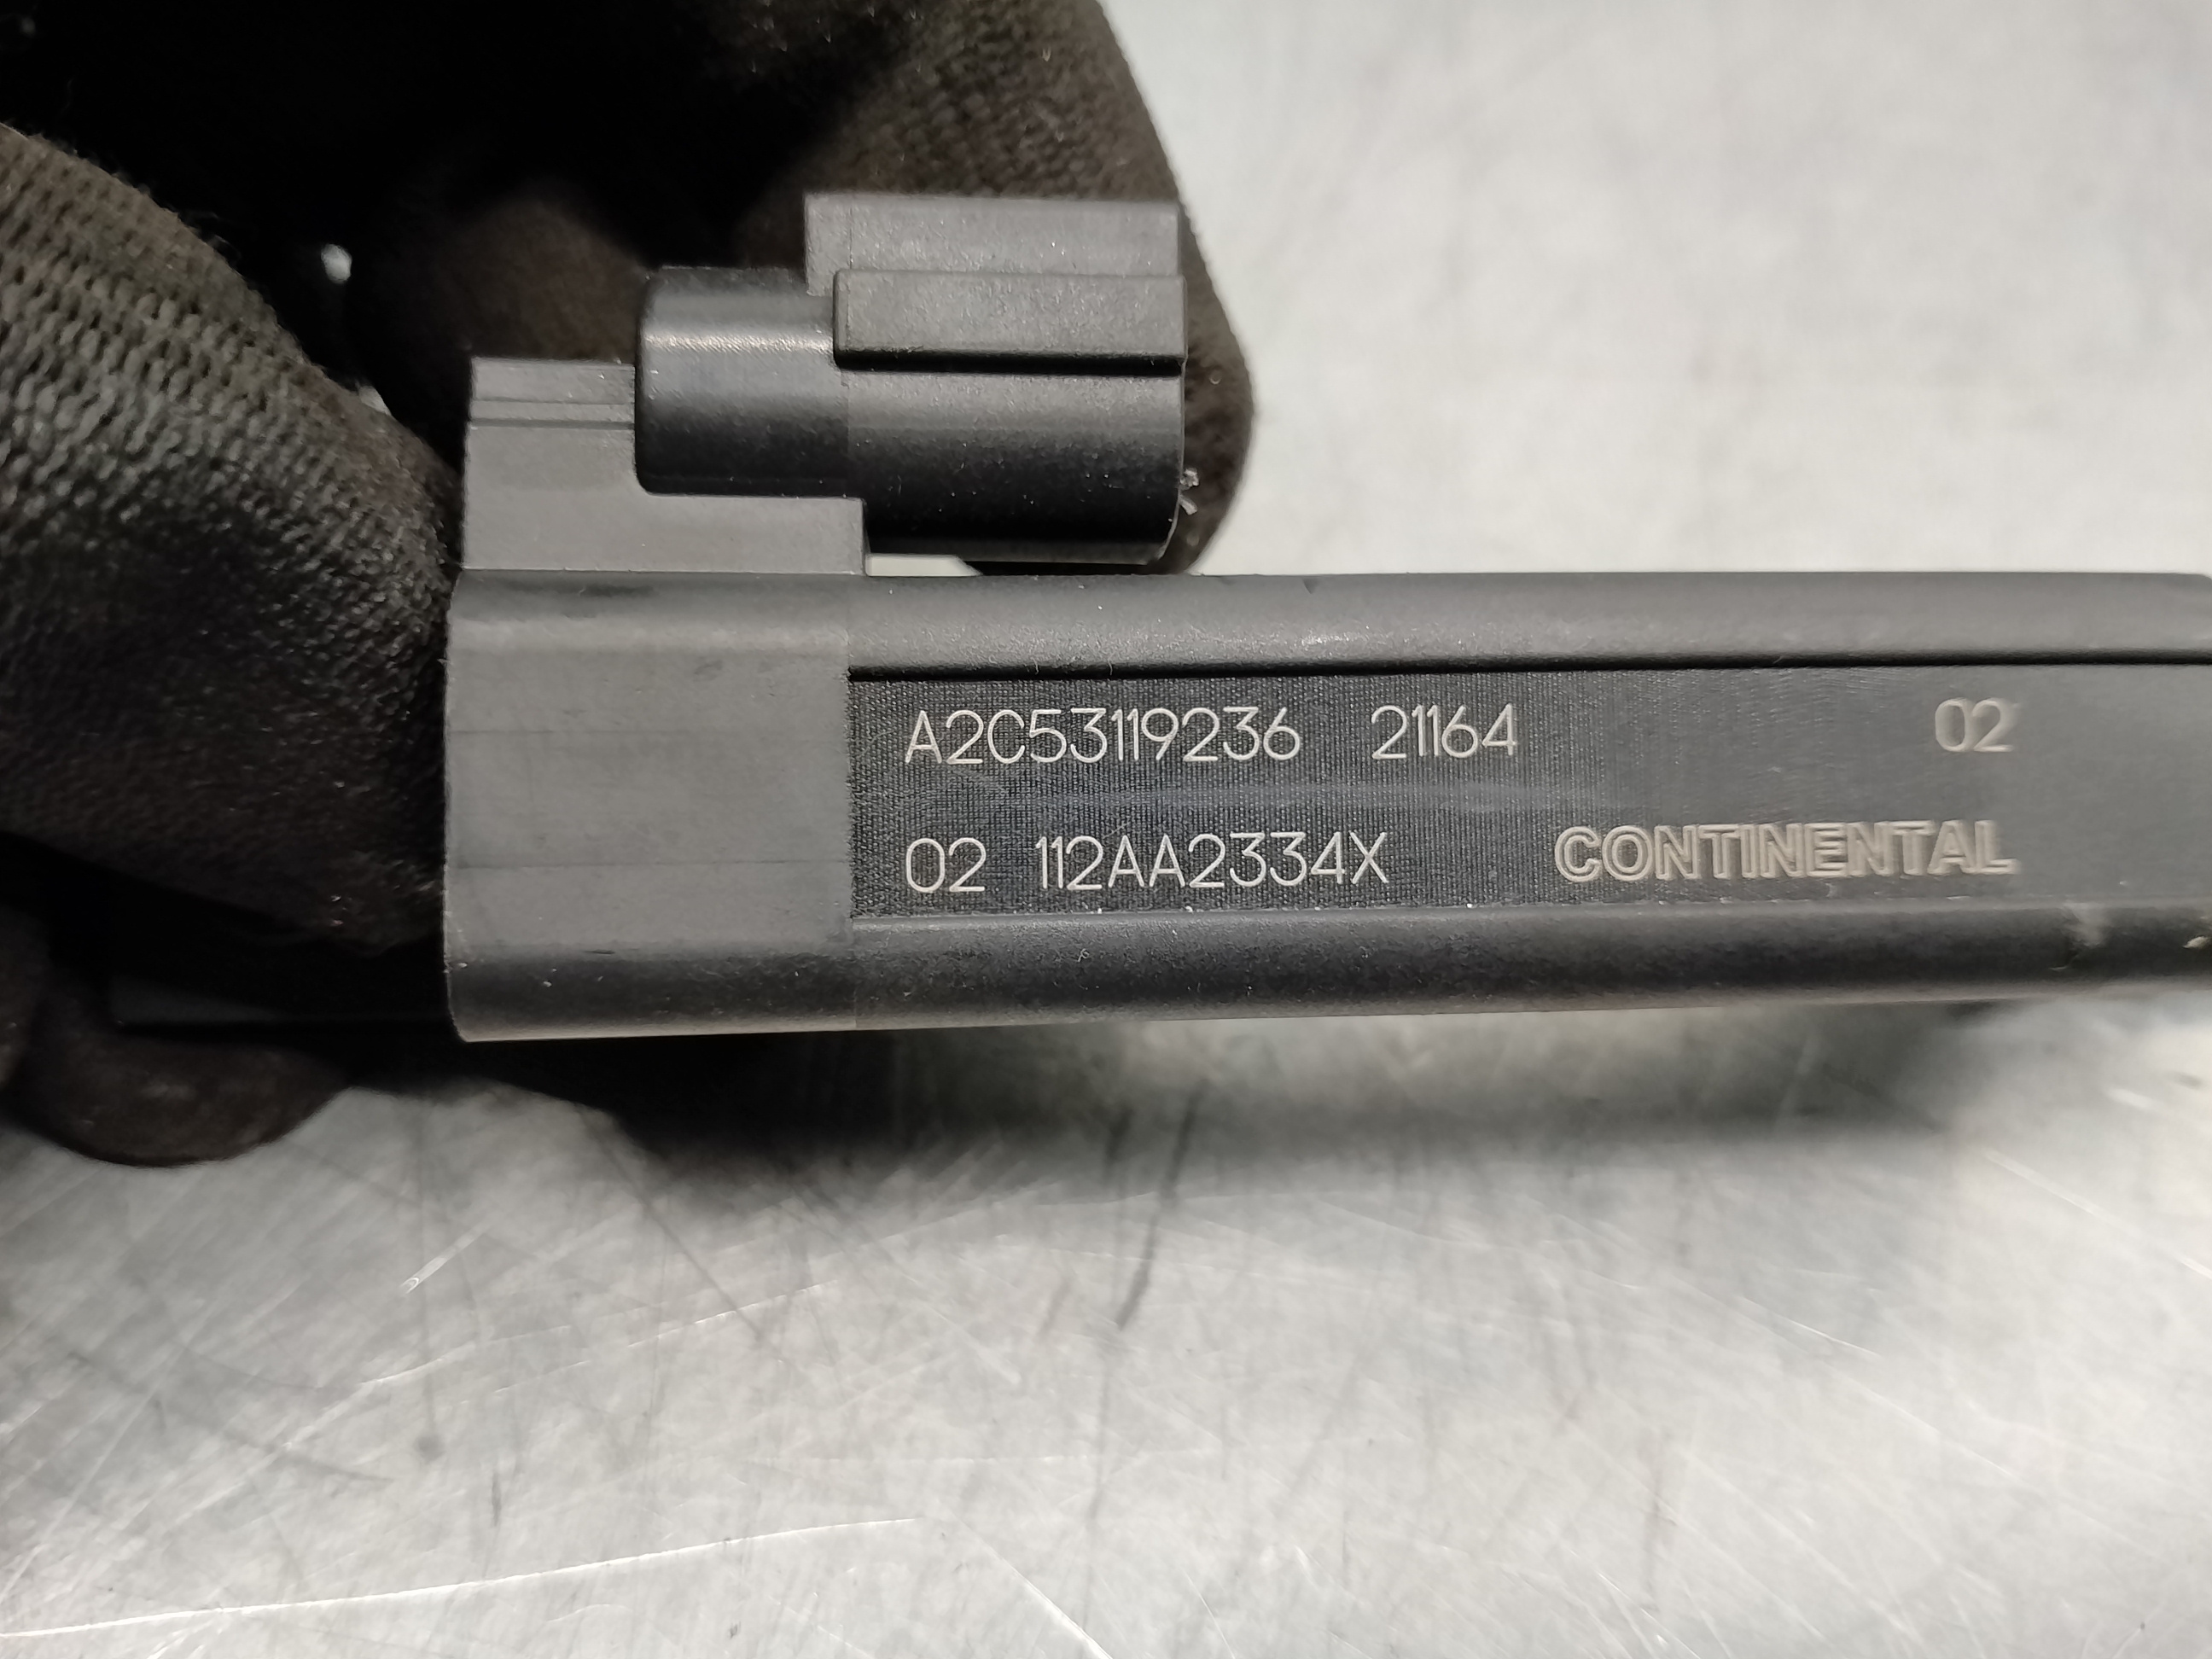 A2C53119236 21164 02
02 112AA2334X CONTINENTAL